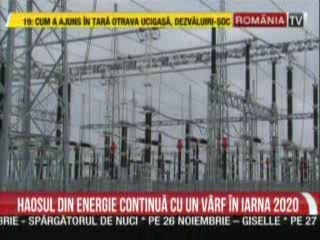 19: CUM A AJUNS ÎN ȚARĂ OTRAVA UCIGAȘĂ, DEZVĂLUIRI-ȘOC
ROMÂNIA TV
HAOSUL DIN ENERGIE CONTINUĂ CU UN VÂRF ÎN IARNA 2020
BRIE - SPĂRGĂTORUL DE NUCI * PE 26 NOIEMBRIE – GISELLE * PE 27